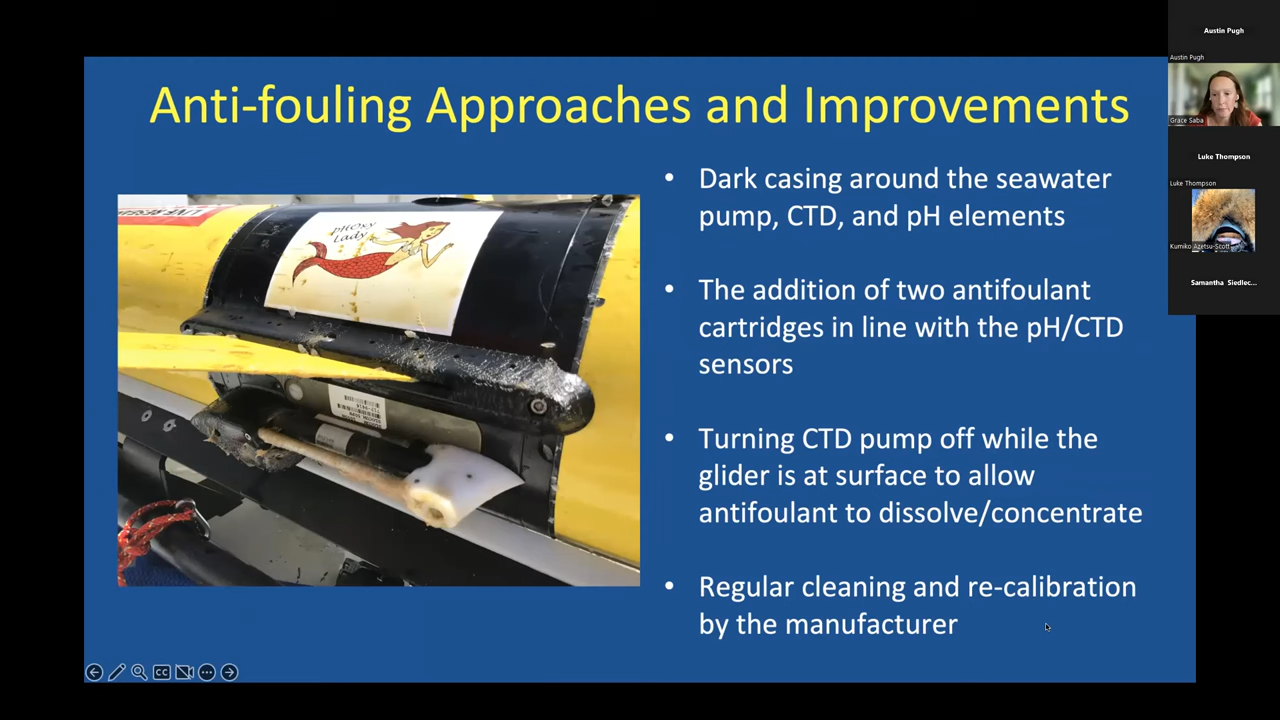 Anti-fouling Approaches and Improvements
pHOxy
Lady
• Dark casing around the seawater
pump, CTD, and pH elements
• The addition of two antifoulant
cartridges in line with the pH/CTD
sensors
• Turning CTD pump off while the
glider is at surface to allow
antifoulant to dissolve/concentrate
• Regular cleaning and re-calibration
by the manufacturer
CC
Austin Pugh
Austin Pugh
Grace Saba
Luke Thompson
Luke Thompson
Kumiko Azetsu-Scott
Samantha Siedlec...